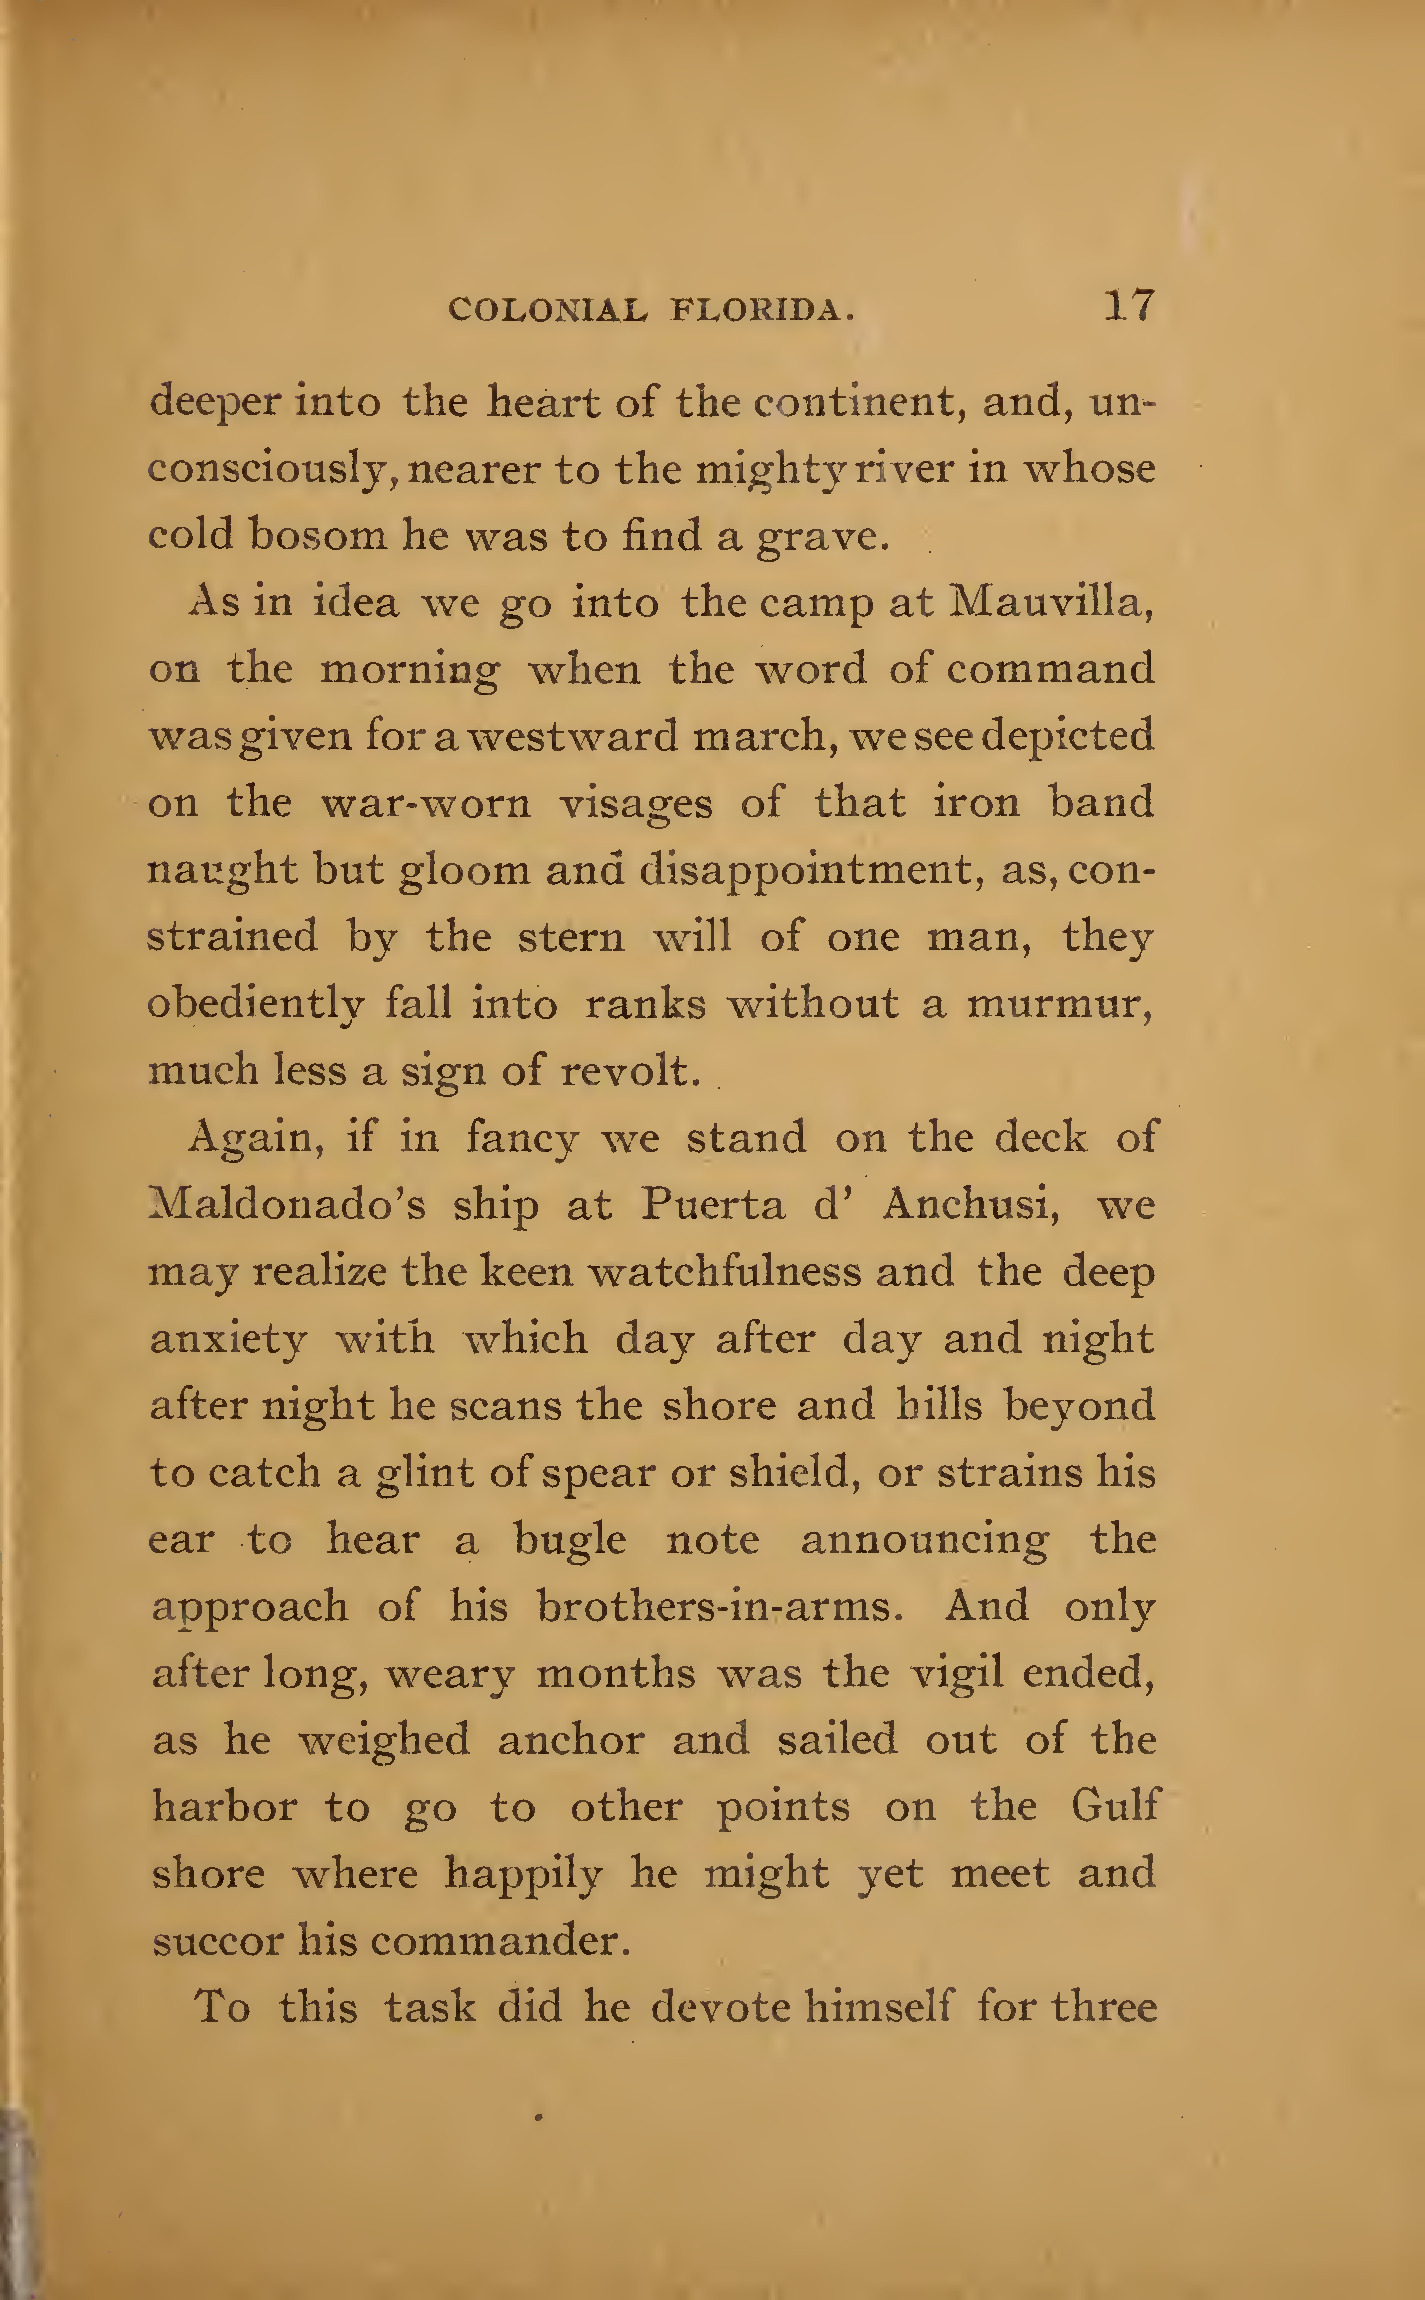 COLONIAL FLORIDA. 17
deeper into the heart of the continent, and, un-
consciously, nearer to the mighty river in whose
cold bosom he was to find a grave.
As in idea we go into the camp at Mauvilla,
on the morning when the word of command
was given for a westward march, we see depicted
on the war-worn visages of that iron band
naught but gloom and disappointment, as, con-
strained by the stern will of one man, they
obediently fall into ranks without a murmur,
much less a sign of revolt.
Again, if in fancy we stand on the deck of
Maldonado's ship at Puerta d' Anchusi, we
may realize the keen watchfulness and the deep
anxiety with which day after day and night
after night he scans the shore and hills beyond
to catch a glint of spear or shield, or strains his
ear to hear a bugle note announcing the
approach of his brothers-in-arms. And only
after long, weary months was the vigil ended,
as he weighed anchor and sailed out of the
harbor to go to other points on the Gulf
shore where happily he might yet meet and
succor his commander.
To this task did he devote himself for three